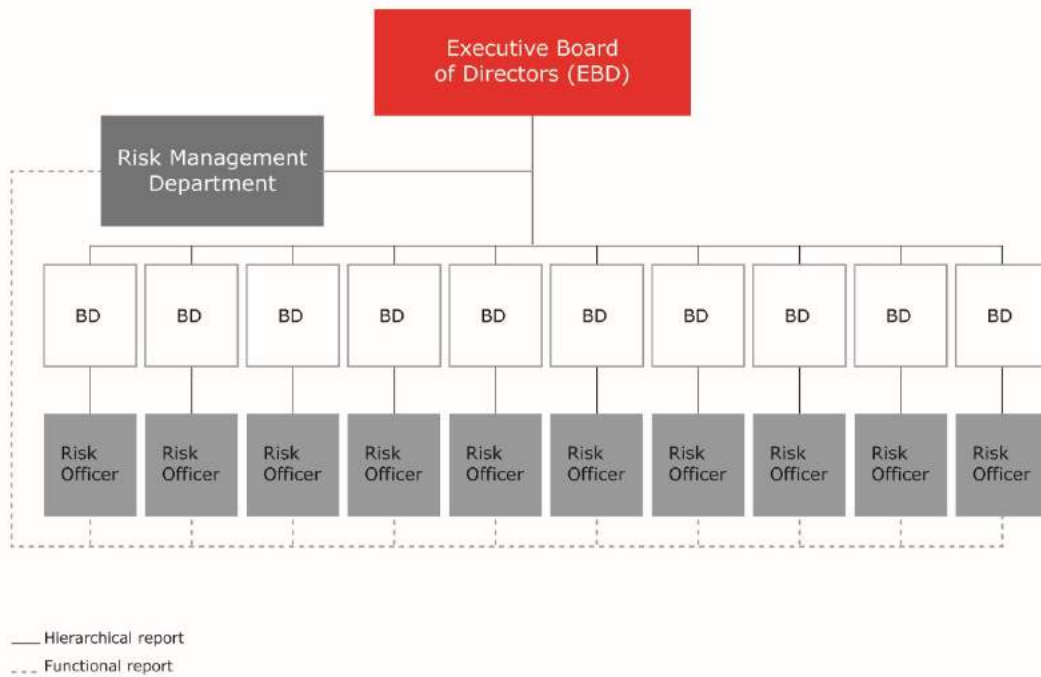 Executive Board
of Directors (EBD)
Risk Management
Department
BD BD BD BD BD BD BD BD BD BD
Risk Risk Risk Risk Risk Risk Risk Risk Risk Risk
Officer Officer Officer Officer Officer Officer Officer Officer Officer Officer
Hierarchical report
Functional report